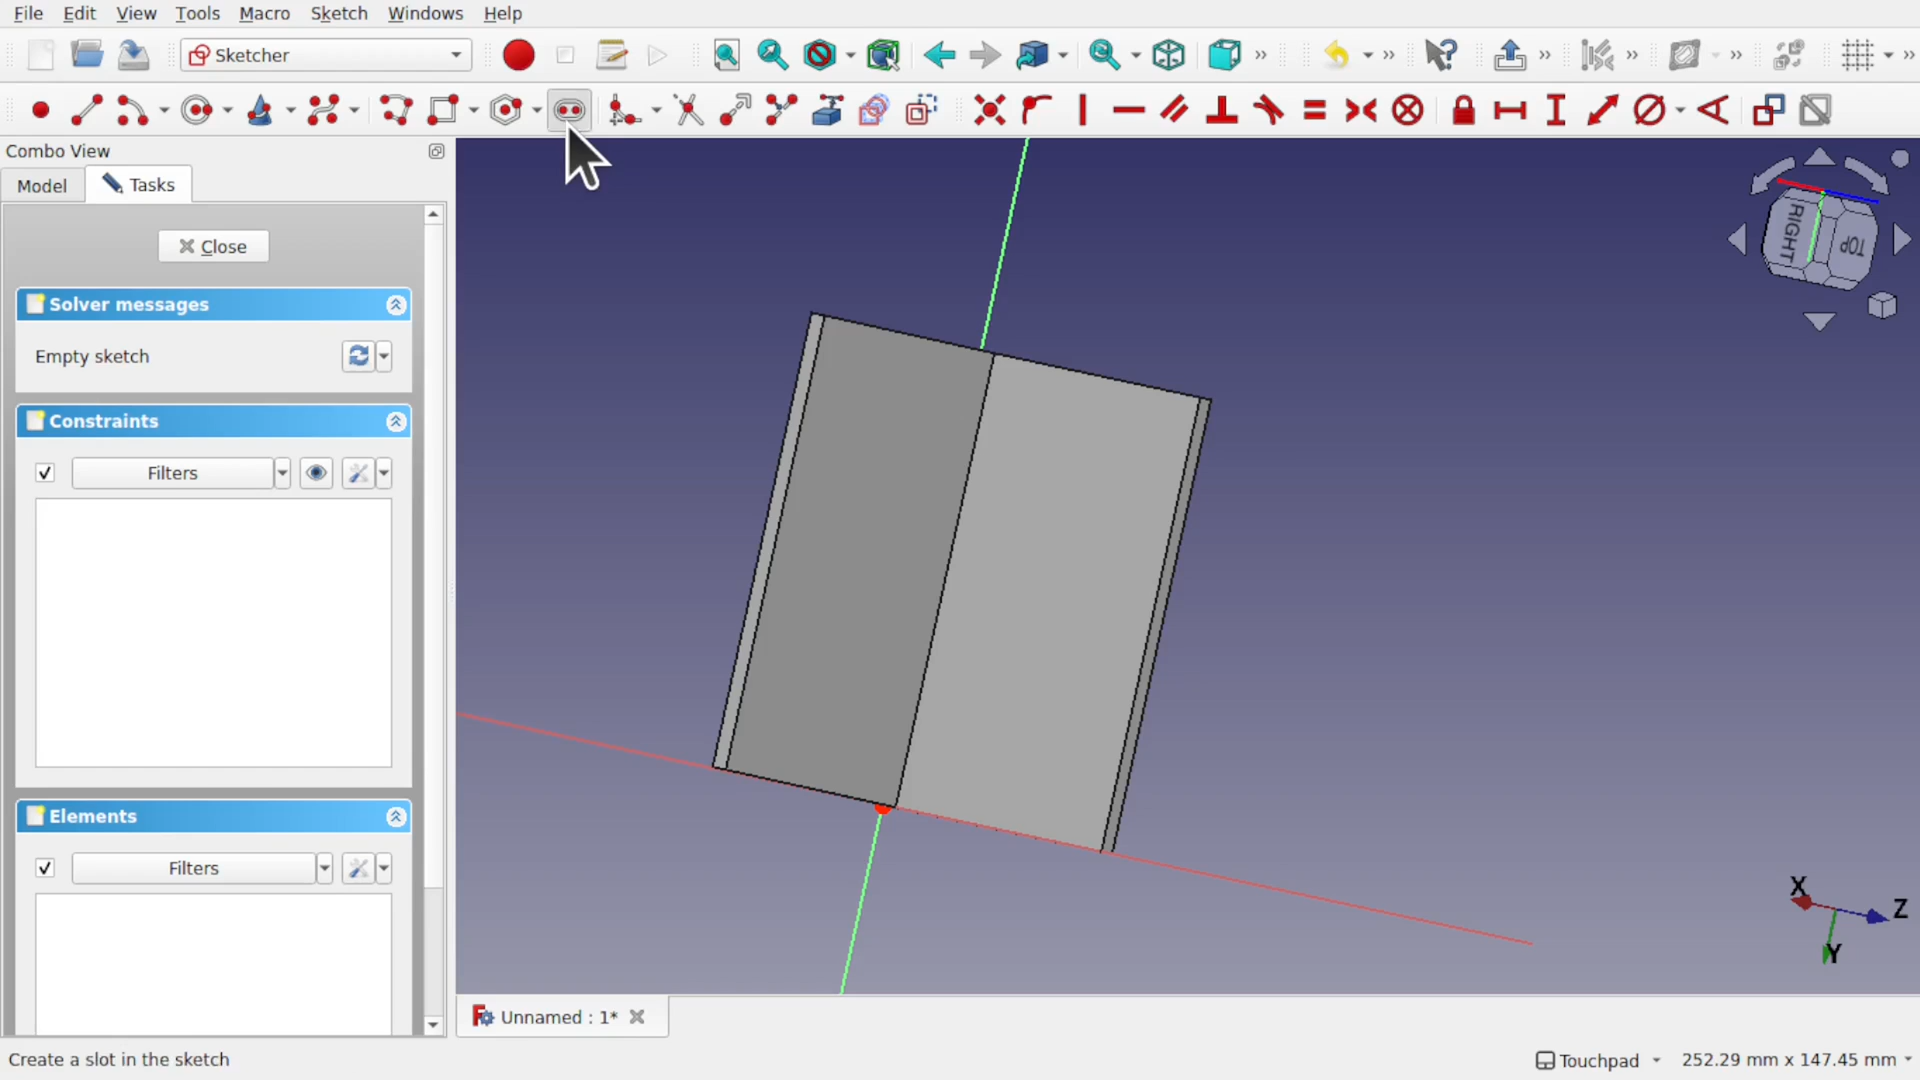 File Edit View Tools Macro Sketch Windows Help
Sketcher
Combo View
Model Tasks
Close
Solver messages
Empty sketch
Constraints
Filters
Elements
Filters
RIGHT
TOP
X
Z
Y
Unnamed : 1*
Create a slot in the sketch
Touchpad
252.29 mm x 147.45 mm